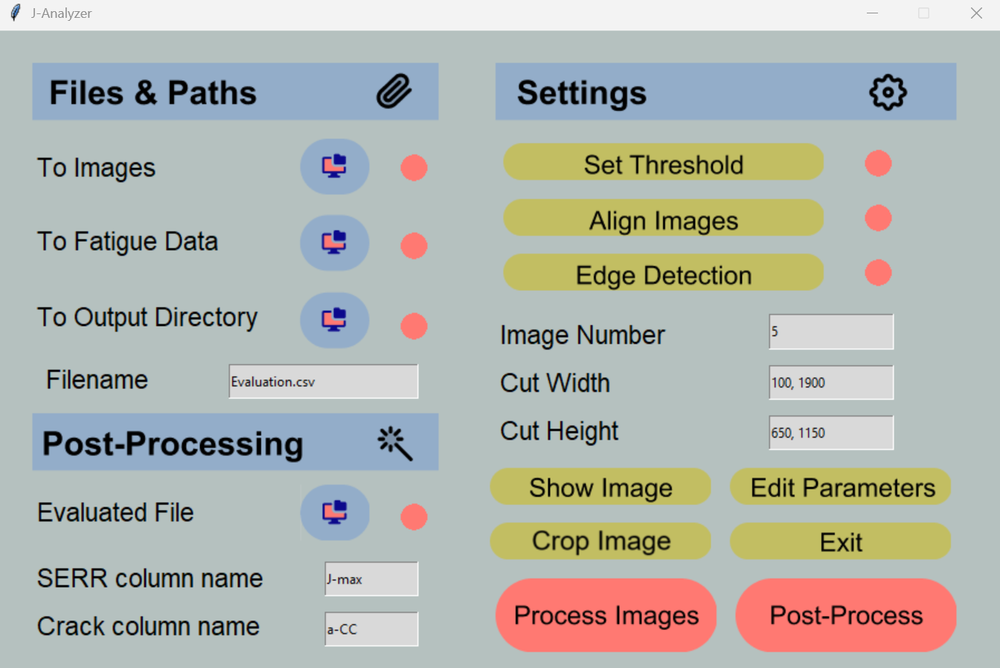 J-Analyzer
Files & Paths
To Images
To Fatigue Data
To Output Directory
Filename
Evaluation.csv
Post-Processing
Evaluated File
SERR column name
J-max
Crack column name
a-CC
Settings
Set Threshold
Align Images
Edge Detection
Image Number
5
Cut Width
100, 1900
Cut Height
650, 1150
Show Image
Edit Parameters
Crop Image
Exit
Process Images
Post-Process